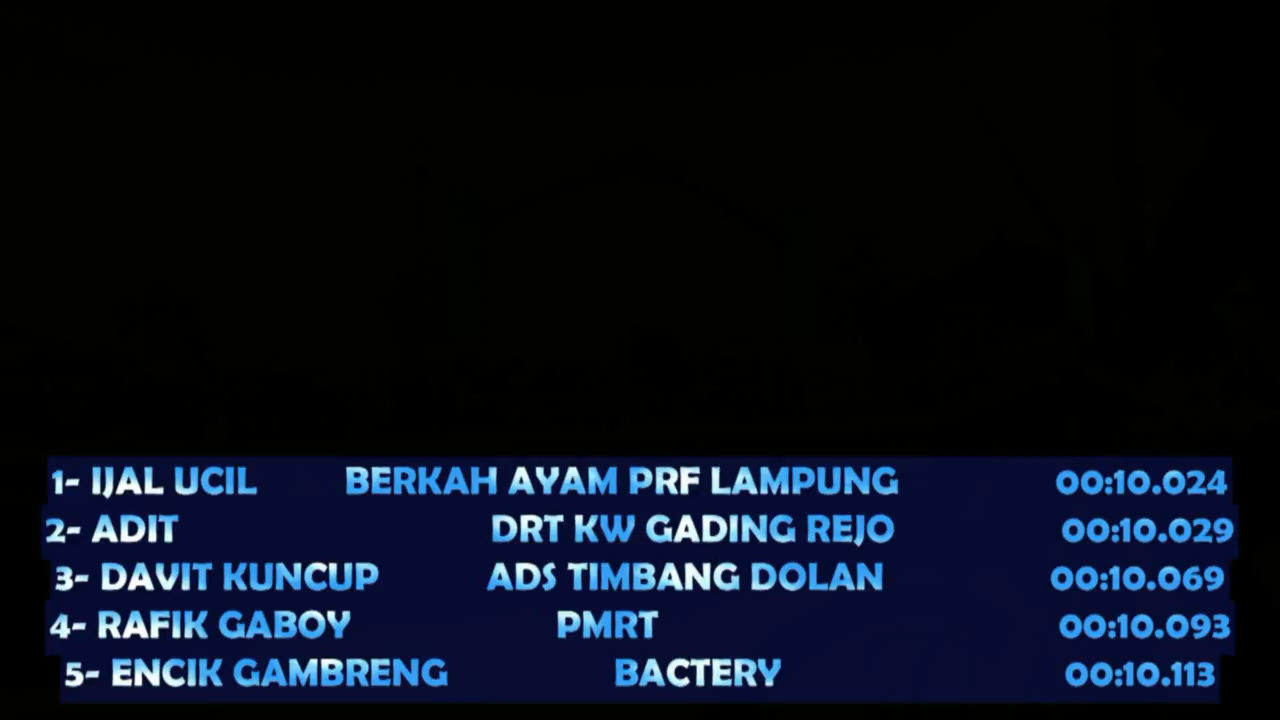 1- IJAL UCIL BERKAH AYAM PRF LAMPUNG 00:10.024
2- ADIT DRT KW GADING REJO 00:10.029
3- DAVIT KUNCUP ADS TIMBANG DOLAN 00:10.069
4- RAFIK GABOY PMRT 00:10.093
5- ENCIK GAMBRENG BACTERY 00:10.113